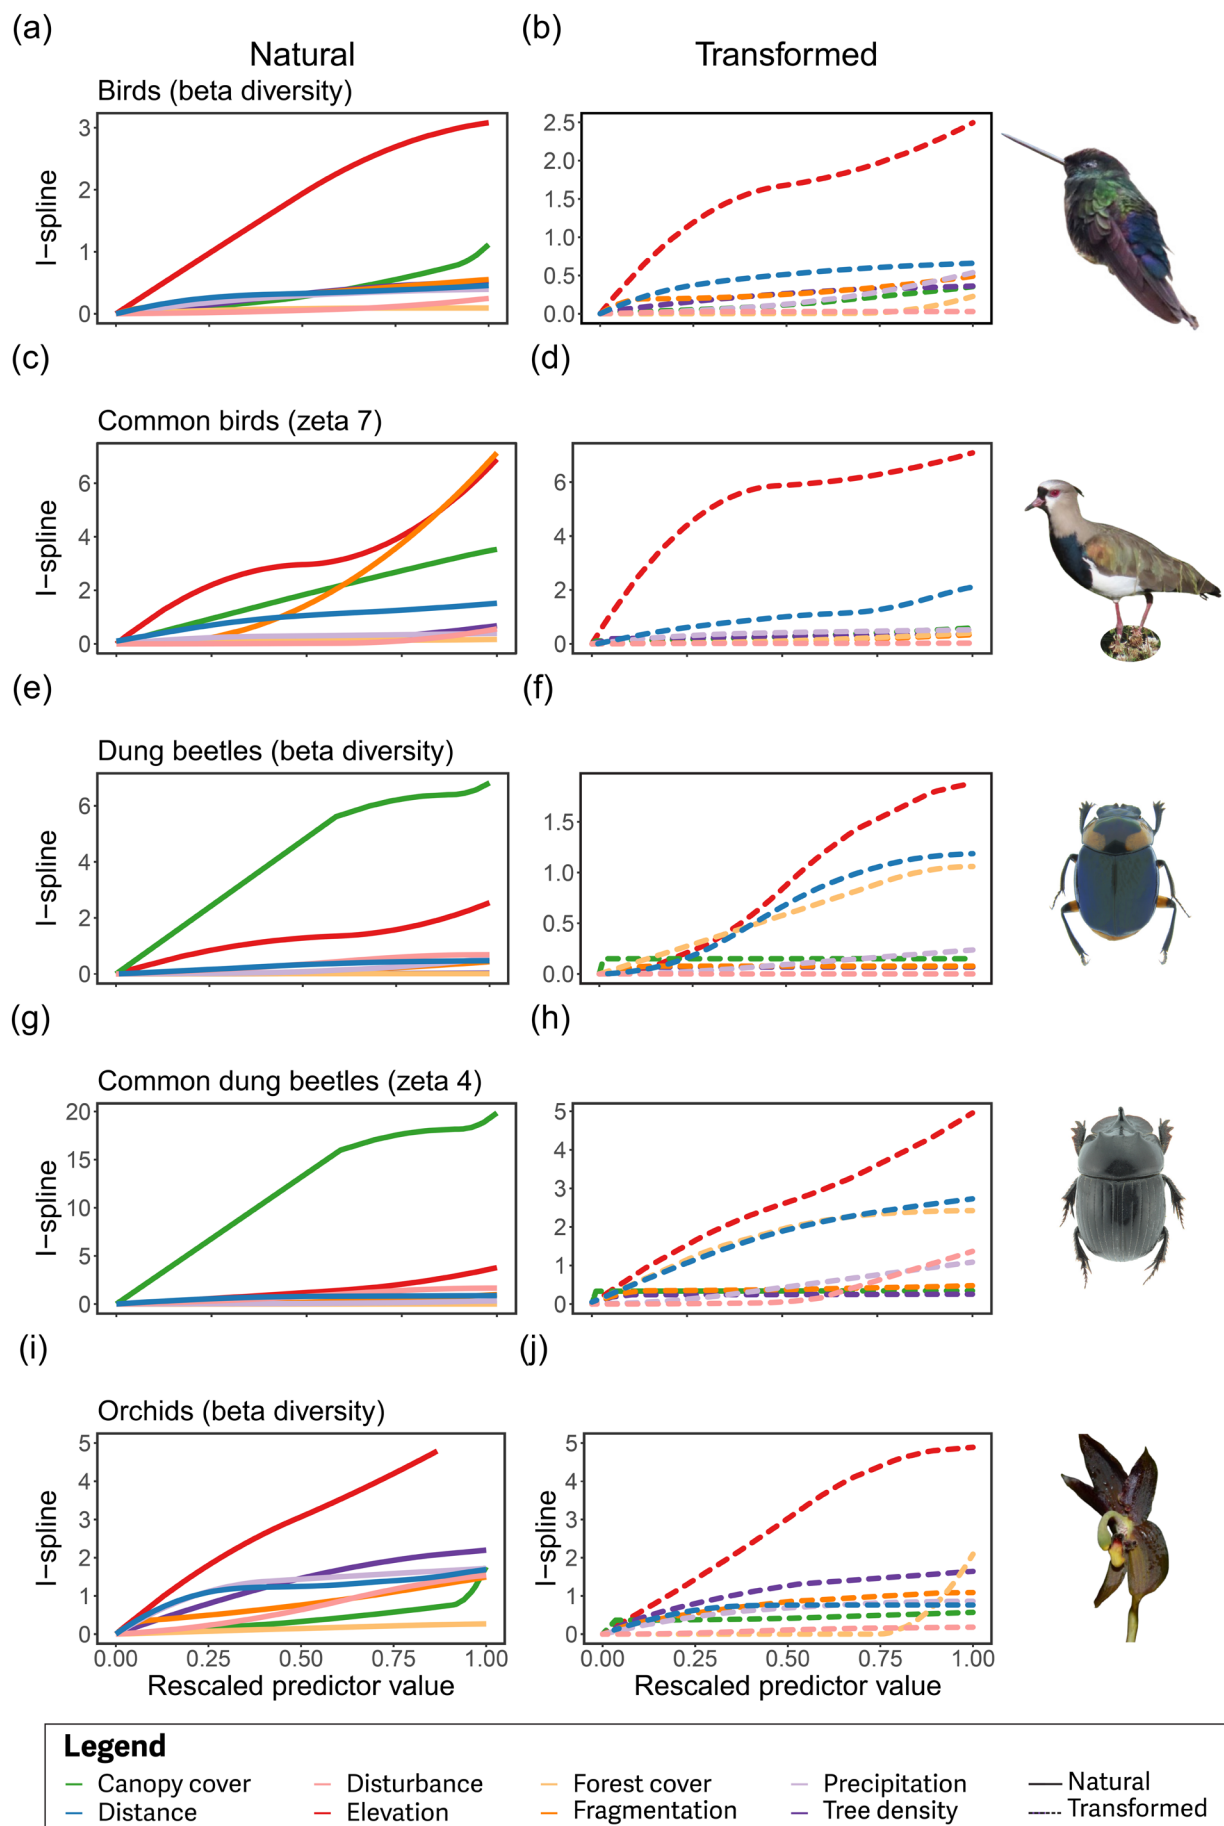 (a)
(b)
Natural
Transformed
Birds (beta diversity)
I−spline
3
2
1
0
2.5
2.0
1.5
1.0
0.5
0.0
(c)
(d)
Common birds (zeta 7)
I−spline
6
4
2
0
6
4
2
0
(e)
(f)
Dung beetles (beta diversity)
I−spline
6
4
2
0
1.5
1.0
0.5
0.0
(g)
(h)
Common dung beetles (zeta 4)
I−spline
20
15
10
5
0
5
4
3
2
1
0
(i)
(j)
Orchids (beta diversity)
I−spline
5
4
3
2
1
0
0.00 0.25 0.50 0.75 1.00
Rescaled predictor value
I−spline
5
4
3
2
1
0
0.00 0.25 0.50 0.75 1.00
Rescaled predictor value
Legend
Canopy cover Disturbance Forest cover Precipitation Natural
Distance Elevation Fragmentation Tree density Transformed